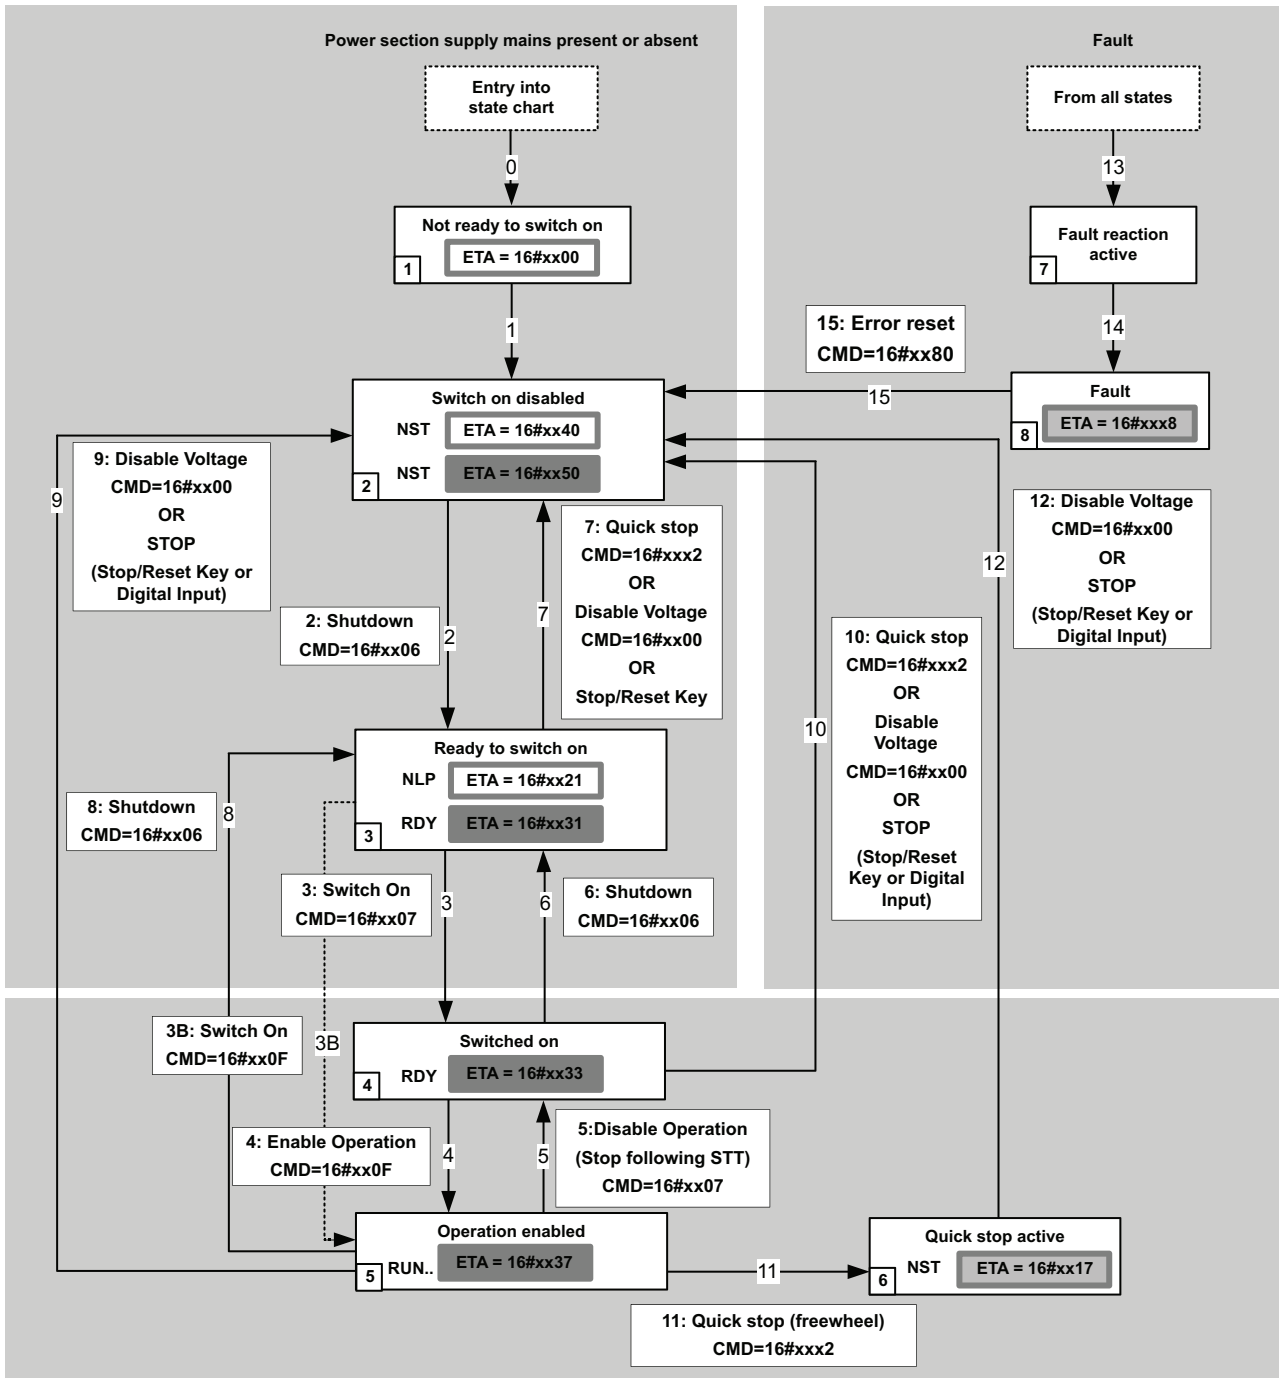 Power section supply mains present or absent
Entry into
state chart
0
Not ready to switch on
ETA = 16#xx00
1
1
Switch on disabled
NST
ETA = 16#xx40
NST
ETA = 16#xx50
2
9: Disable Voltage
CMD=16#xx00
OR
STOP
(Stop/Reset Key or
Digital Input)
9
2: Shutdown
CMD=16#xx06
2
7
7: Quick stop
CMD=16#xxx2
OR
Disable Voltage
CMD=16#xx00
OR
Stop/Reset Key
Ready to switch on
NLP
ETA = 16#xx21
RDY
ETA = 16#xx31
3
8: Shutdown
CMD=16#xx06
8
3: Switch On
CMD=16#xx07
3
6
6: Shutdown
CMD=16#xx06
Fault
From all states
13
Fault reaction
active
7
14
15: Error reset
CMD=16#xx80
15
Fault
ETA = 16#xxx8
8
12: Disable Voltage
CMD=16#xx00
OR
STOP
(Stop/Reset Key or
Digital Input)
12
10: Quick stop
CMD=16#xxx2
OR
Disable
Voltage
CMD=16#xx00
OR
STOP
(Stop/Reset
Key or Digital
Input)
10
3B: Switch On
CMD=16#xx0F
3B
Switched on
RDY
ETA = 16#xx33
4
4: Enable Operation
CMD=16#xx0F
4
5
5:Disable Operation
(Stop following STT)
CMD=16#xx07
Operation enabled
RUN..
ETA = 16#xx37
5
11
11: Quick stop (freewheel)
CMD=16#xxx2
Quick stop active
NST
ETA = 16#xx17
6